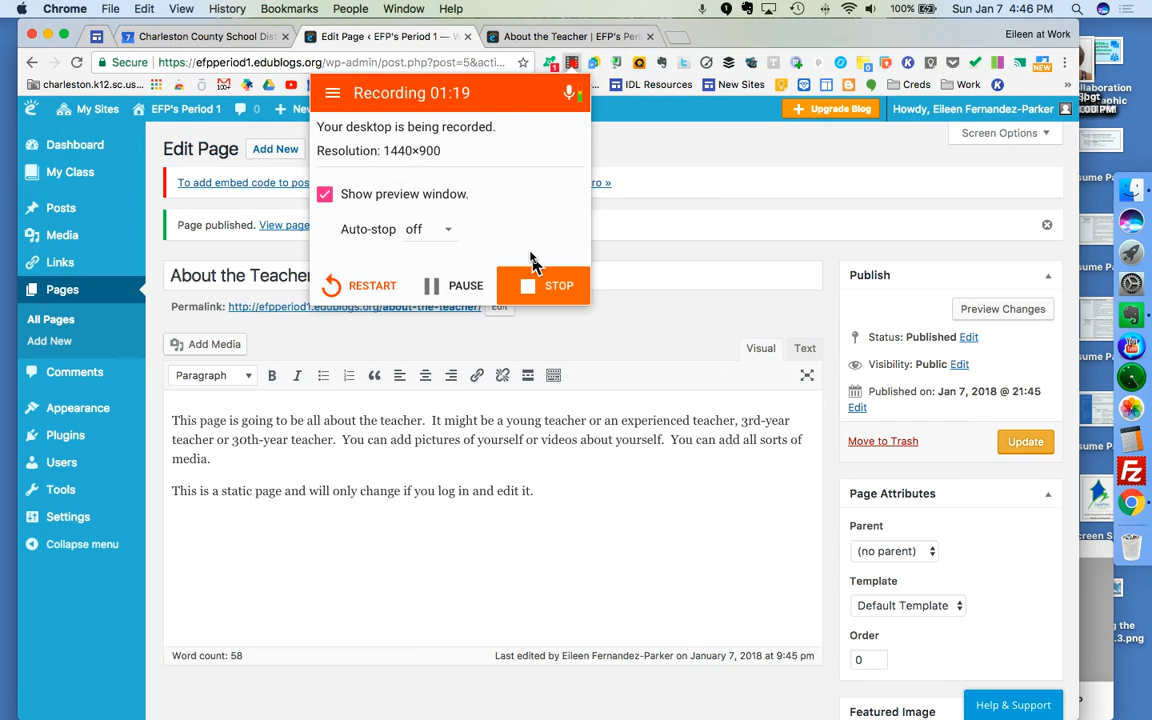 Chrome File Edit View History Bookmarks People Window Help 100% Sun Jan 7 4:46 PM
Charleston County School Dist Edit Page ‹ EFP's Period 1 — W About the Teacher | EFP's Peri Eileen at Work
Secure https://efpperiod1.edublogs.org/wp-admin/post.php?post=5&acti...
charleston.k12.sc.us... IDL Resources New Sites Creds Work
My Sites EFP's Period 1 0 + Nev Upgrade Blog Howdy, Eileen Fernandez-Parker
Recording 01:19
Your desktop is being recorded.
Resolution: 1440×900
Show preview window.
Auto-stop off
RESTART PAUSE STOP
Screen Options
Dashboard
My Class
Posts
Media
Links
Pages
All Pages
Add New
Comments
Appearance
Plugins
Users
Tools
Settings
Collapse menu
Edit Page Add New
To add embed code to pos ro »
Page published. View page
About the Teacher
Permalink: http://efpperiod1.edublogs.org/about-the-teacher/ Edit
Add Media Visual Text
Paragraph B I
This page is going to be all about the teacher. It might be a young teacher or an experienced teacher, 3rd-year
teacher or 30th-year teacher. You can add pictures of yourself or videos about yourself. You can add all sorts of
media.
This is a static page and will only change if you log in and edit it.
Word count: 58 Last edited by Eileen Fernandez-Parker on January 7, 2018 at 9:45 pm
Publish
Preview Changes
Status: Published Edit
Visibility: Public Edit
Published on: Jan 7, 2018 @ 21:45
Edit
Move to Trash Update
Page Attributes
Parent
(no parent)
Template
Default Template
Order
0
Featured Image
Help & Support